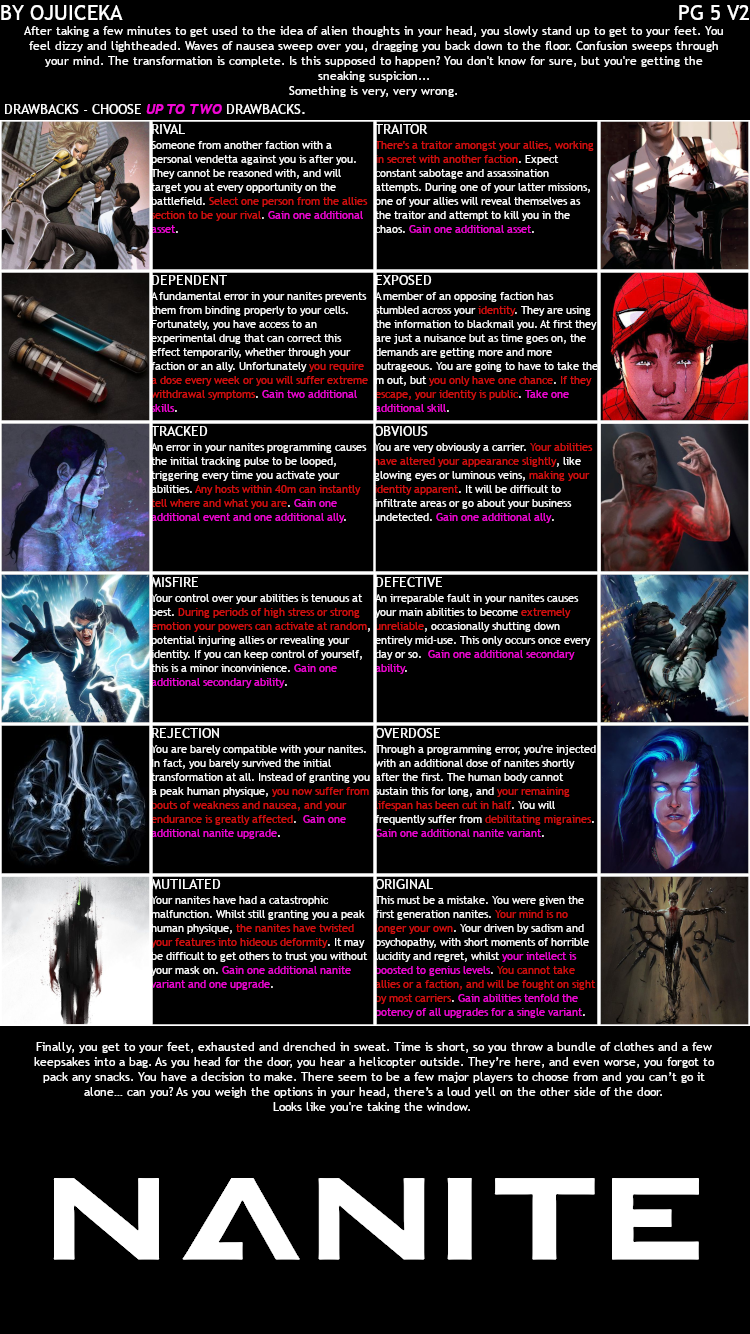 BY OJUICEKA
PG 5 V2
After taking a few minutes to get used to the idea of alien thoughts in your head, you slowly stand up to get to your feet. You
feel dizzy and lightheaded. Waves of nausea sweep over you, dragging you back down to the floor. Confusion sweeps through
your mind. The transformation is complete. Is this supposed to happen? You don't know for sure, but you're getting the
sneaking suspicion...
Something is very, very wrong.
DRAWBACKS - CHOOSE UP TO TWO DRAWBACKS.
RIVAL
Someone from another faction with a
personal vendetta against you is after you.
They cannot be reasoned with, and will
target you at every opportunity on the
battlefield. Select one person from the allies
section to be your rival. Gain one additional
asset.
TRAITOR
There's a traitor amongst your allies, working
in secret with another faction. Expect
constant sabotage and assassination
attempts. During one of your latter missions,
one of your allies will reveal themselves as
the traitor and attempt to kill you in the
chaos. Gain one additional asset.
DEPENDENT
A fundamental error in your nanites prevents
them from binding properly to your cells.
Fortunately, you have access to an
experimental drug that can correct this
effect temporarily, whether through your
faction or an ally. Unfortunately you require
a dose every week or you will suffer extreme
withdrawal symptoms. Gain two additional
skills.
EXPOSED
A member of an opposing faction has
stumbled across your identity. They are using
the information to blackmail you. At first they
are just a nuisance but as time goes on, the
demands are getting more and more
outrageous. You are going to have to take the
m out, but you only have one chance. If they
escape, your identity is public. Take one
additional skill.
TRACKED
An error in your nanites programming causes
the initial tracking pulse to be looped,
triggering every time you activate your
abilities. Any hosts within 40m can instantly
tell where and what you are. Gain one
additional event and one additional ally.
OBVIOUS
You are very obviously a carrier. Your abilities
have altered your appearance slightly, like
glowing eyes or luminous veins, making your
identity apparent. It will be difficult to
infiltrate areas or go about your business
undetected. Gain one additional ally.
MISFIRE
Your control over your abilities is tenuous at
best. During periods of high stress or strong
emotion your powers can activate at random,
potential injuring allies or revealing your
identity. If you can keep control of yourself,
this is a minor inconvinience. Gain one
additional secondary ability.
DEFECTIVE
An irreparable fault in your nanites causes
your main abilities to become extremely
unreliable, occasionally shutting down
entirely mid-use. This only occurs once every
day or so. Gain one additional secondary
ability.
REJECTION
You are barely compatible with your nanites.
In fact, you barely survived the initial
transformation at all. Instead of granting you
a peak human physique, you now suffer from
bouts of weakness and nausea, and your
endurance is greatly affected. Gain one
additional nanite upgrade.
OVERDOSE
Through a programming error, you're injected
with an additional dose of nanites shortly
after the first. The human body cannot
sustain this for long, and your remaining
lifespan has been cut in half. You will
frequently suffer from debilitating migraines.
Gain one additional nanite variant.
MUTILATED
Your nanites have had a catastrophic
malfunction. Whilst still granting you a peak
human physique, the nanites have twisted
your features into hideous deformity. It may
be difficult to get others to trust you without
your mask on. Gain one additional nanite
variant and one upgrade.
ORIGINAL
This must be a mistake. You were given the
first generation nanites. Your mind is no
longer your own. Your driven by sadism and
psychopathy, with short moments of horrible
lucidity and regret, whilst your intellect is
boosted to genius levels. You cannot take
allies or a faction, and will be fought on sight
by most carriers. Gain abilities tenfold the
potency of all upgrades for a single variant.
Finally, you get to your feet, exhausted and drenched in sweat. Time is short, so you throw a bundle of clothes and a few
keepsakes into a bag. As you head for the door, you hear a helicopter outside. They're here, and even worse, you forgot to
pack any snacks. You have a decision to make. There seem to be a few major players to choose from and you can't go it
alone... can you? As you weigh the options in your head, there's a loud yell on the other side of the door.
Looks like you're taking the window.
NANITE